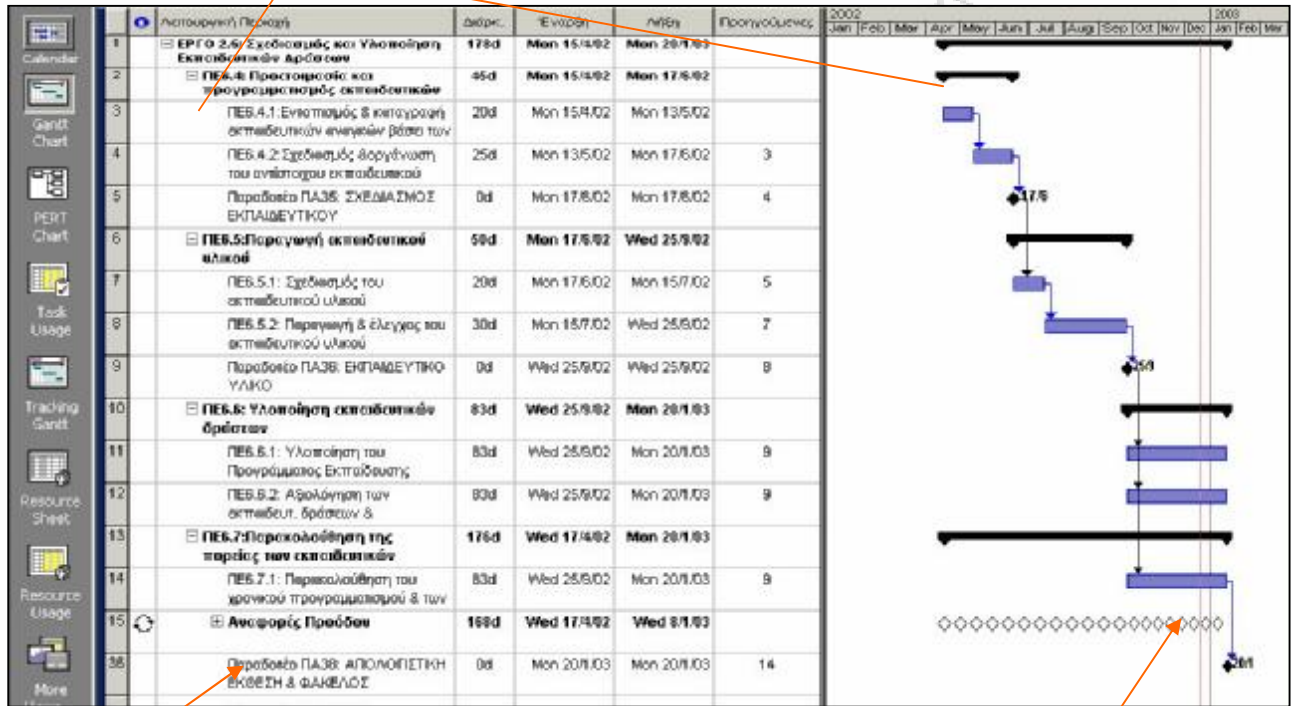 Λειτουργική Περιοχή Διάρκ. Έναρξη Λήξη Προηγούμενες 2002 2003
Jan Feb Mar Apr May Jun Jul Aug Sep Oct Nov Dec Jan Feb Mar
Calendar
Gantt
Chart
PERT
Chart
Task
Usage
Tracking
Gantt
Resource
Sheet
Resource
Usage
More
1 ΕΡΓΟ 2.6: Σχεδιασμός και Υλοποίηση 178d Mon 15/4/02 Mon 20/1/03
Εκπαιδευτικών Δράσεων
2 ΠΕ6.4: Προετοιμασία και 45d Mon 15/4/02 Mon 17/6/02
προγραμματισμός εκπαιδευτικών
3 ΠΕ6.4.1: Εντοπισμός & καταγραφή 20d Mon 15/4/02 Mon 13/5/02
εκπαιδευτικών αναγκών βάσει των
4 ΠΕ6.4.2: Σχεδιασμός &οργάνωση 25d Mon 13/5/02 Mon 17/6/02 3
του αντίστοιχου εκπαιδευτικού
5 Παραδοτέο ΠΑ35: ΣΧΕΔΙΑΣΜΟΣ 0d Mon 17/6/02 Mon 17/6/02 4 17/6
ΕΚΠΑΙΔΕΥΤΙΚΟΥ
6 ΠΕ6.5:Παραγωγή εκπαιδευτικού 50d Mon 17/6/02 Wed 25/9/02
υλικού
7 ΠΕ6.5.1: Σχεδιασμός του 20d Mon 17/6/02 Mon 15/7/02 5
εκπαιδευτικού υλικού
8 ΠΕ6.5.2: Παραγωγή & έλεγχος του 30d Mon 15/7/02 Wed 25/9/02 7
εκπαιδευτικού υλικού
9 Παραδοτέο ΠΑ36: ΕΚΠΑΙΔΕΥΤΙΚΟ 0d Wed 25/9/02 Wed 25/9/02 8 25/9
ΥΛΙΚΟ
10 ΠΕ6.6: Υλοποίηση εκπαιδευτικών 83d Wed 25/9/02 Mon 20/1/03
δράσεων
11 ΠΕ6.6.1: Υλοποίηση του 83d Wed 25/9/02 Mon 20/1/03 9
Προγράμματος Εκπαίδευσης
12 ΠΕ6.6.2: Αξιολόγηση των 83d Wed 25/9/02 Mon 20/1/03 9
εκπαιδευτ. δράσεων &
13 ΠΕ6.7:Παρακολούθηση της 176d Wed 17/4/02 Mon 20/1/03
πορείας των εκπαιδευτικών
14 ΠΕ6.7.1: Παρακολούθηση του 83d Wed 25/9/02 Mon 20/1/03 9
χρονικού προγραμματισμού & των
15 Αναφορές Προόδου 168d Wed 17/4/02 Wed 8/1/03
36 Παραδοτέο ΠΑ38: ΑΠΟΛΟΓΙΣΤΙΚΗ 0d Mon 20/1/03 Mon 20/1/03 14 20/1
ΕΚΘΕΣΗ & ΦΑΚΕΛΟΣ